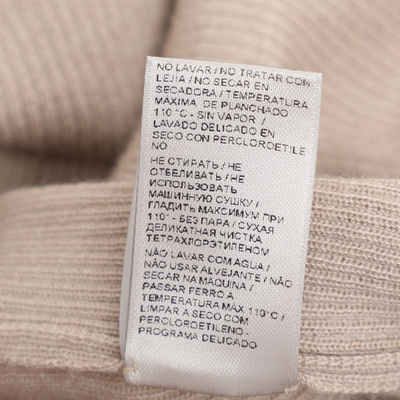 NO LAVAR / NO TRATAR CON
LEJIA / NO SECAR EN
SECADORA / TEMPERATURA
MAXIMA DE PLANCHADO
110°C - SIN VAPOR /
LAVADO DELICADO EN
SECO CON PERCLOROETILE
NO
НЕ СТИРАТЬ / НЕ
ОТБЕЛИВАТЬ / НЕ
ИСПОЛЬЗОВАТЬ
МАШИННУЮ СУШКУ /
ГЛАДИТЬ МАКСИМУМ ПРИ
110° - БЕЗ ПАРА / СУХАЯ
ДЕЛИКАТНАЯ ЧИСТКА
ТЕТРАХЛОРЭТИЛЕНОМ
NÃO LAVAR COM AGUA /
NÃO USAR ALVEJANTE / NÃO
SECAR NA MAQUINA /
PASSAR FERRO A
TEMPERATURA MÁX 110°C /
LIMPAR A SECO COM
PERCLOROETILENO -
PROGRAMA DELICADO